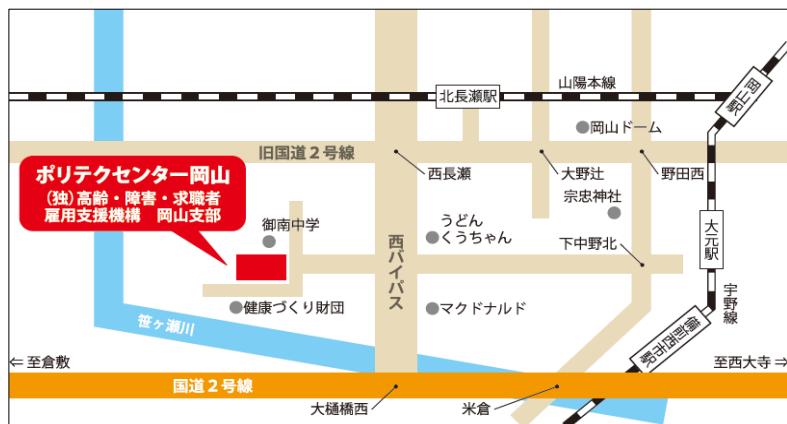 山陽本線
北長瀬駅
岡山駅
岡山ドーム
旧国道２号線
西長瀬
大野辻
野田西
ポリテクセンター岡山
(独)高齢・障害・求職者
雇用支援機構　岡山支部
宗忠神社
御南中学
うどん
くうちゃん
西バイパス
下中野北
大元駅
宇野線
健康づくり財団
マクドナルド
笹ヶ瀬川
備前西市駅
⇐ 至倉敷
至西大寺 ⇒
国道２号線
大樋橋西
米倉